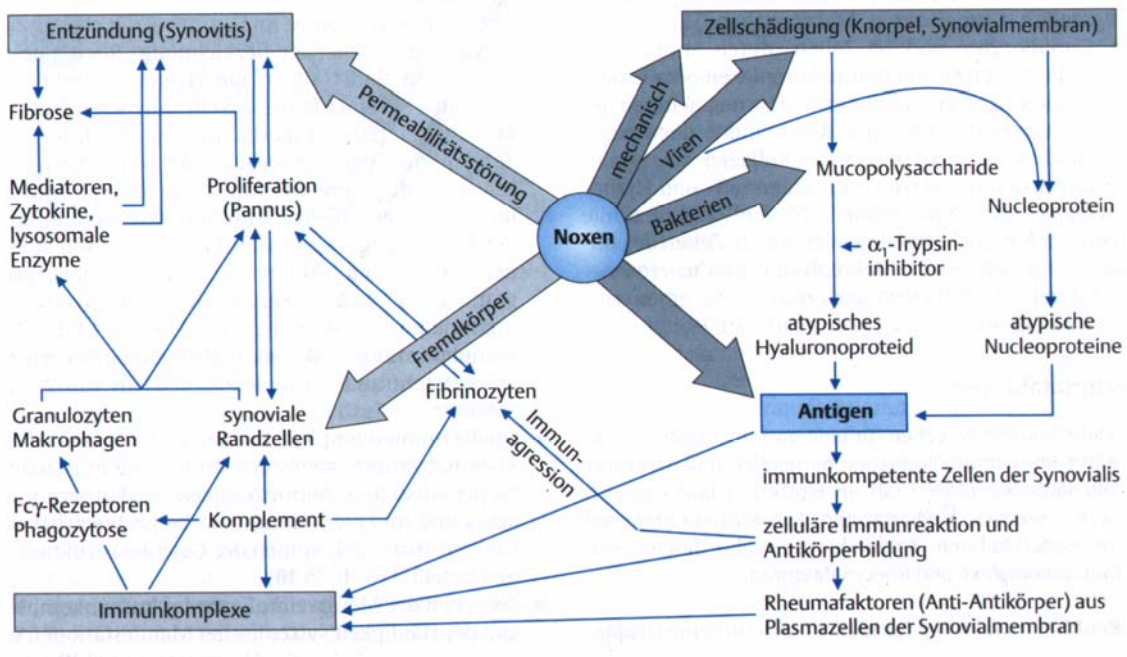 Entzündung (Synovitis)
Zellschädigung (Knorpel, Synovialmembran)
Permeabilitätsstörung
mechanisch
Viren
Bakterien
Noxen
Fremdkörper
Fibrose
Mediatoren,
Zytokine,
lysosomale
Enzyme
Proliferation
(Pannus)
Mucopolysaccharide
Nucleoprotein
α₁-Trypsin-
inhibitor
atypisches
Hyaluronoproteid
atypische
Nucleoproteine
Antigen
Granulozyten
Makrophagen
synoviale
Randzellen
Fibrinozyten
Immun-
agression
immunkompetente Zellen der Synovialis
Fcγ-Rezeptoren
Phagozytose
Komplement
zelluläre Immunreaktion und
Antikörperbildung
Immunkomplexe
Rheumafaktoren (Anti-Antikörper) aus
Plasmazellen der Synovialmembran